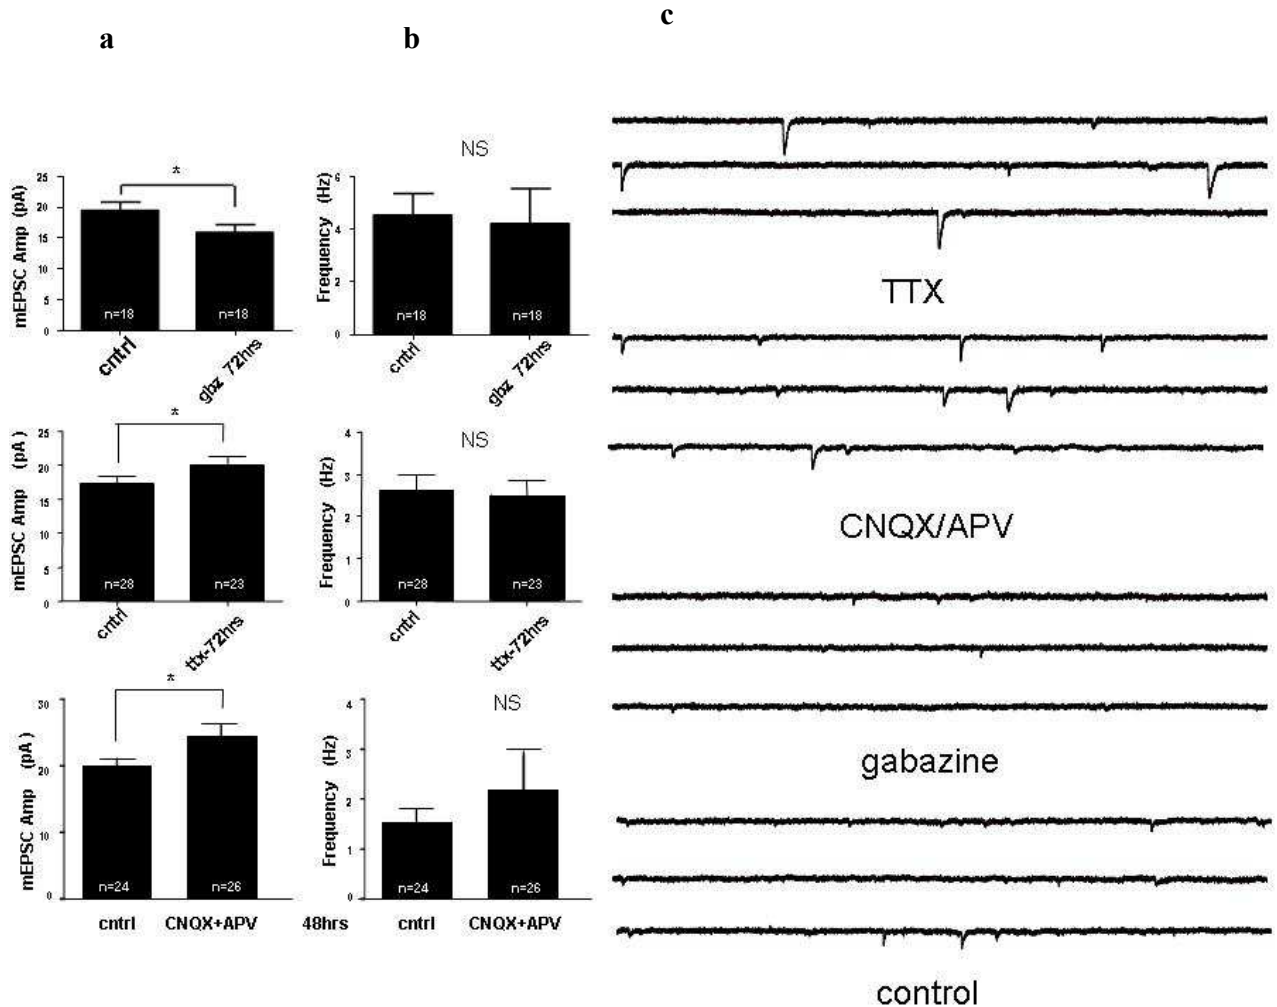 a
b
c
mEPSC Amp (pA)
25
20
15
10
5
0
*
n=18
n=18
cntrl
gbz 72hrs
NS
Frequency (Hz)
6
4
2
0
n=18
n=18
cntrl
gbz 72hrs
mEPSC Amp (pA)
25
20
15
10
5
0
*
n=28
n=23
cntrl
ttx-72hrs
NS
Frequency (Hz)
4
3
2
1
0
n=28
n=23
cntrl
ttx-72hrs
mEPSC Amp (pA)
30
20
10
0
*
n=24
n=26
cntrl
CNQX+APV
48hrs
NS
Frequency (Hz)
4
3
2
1
0
n=24
n=26
cntrl
CNQX+APV
TTX
CNQX/APV
gabazine
control